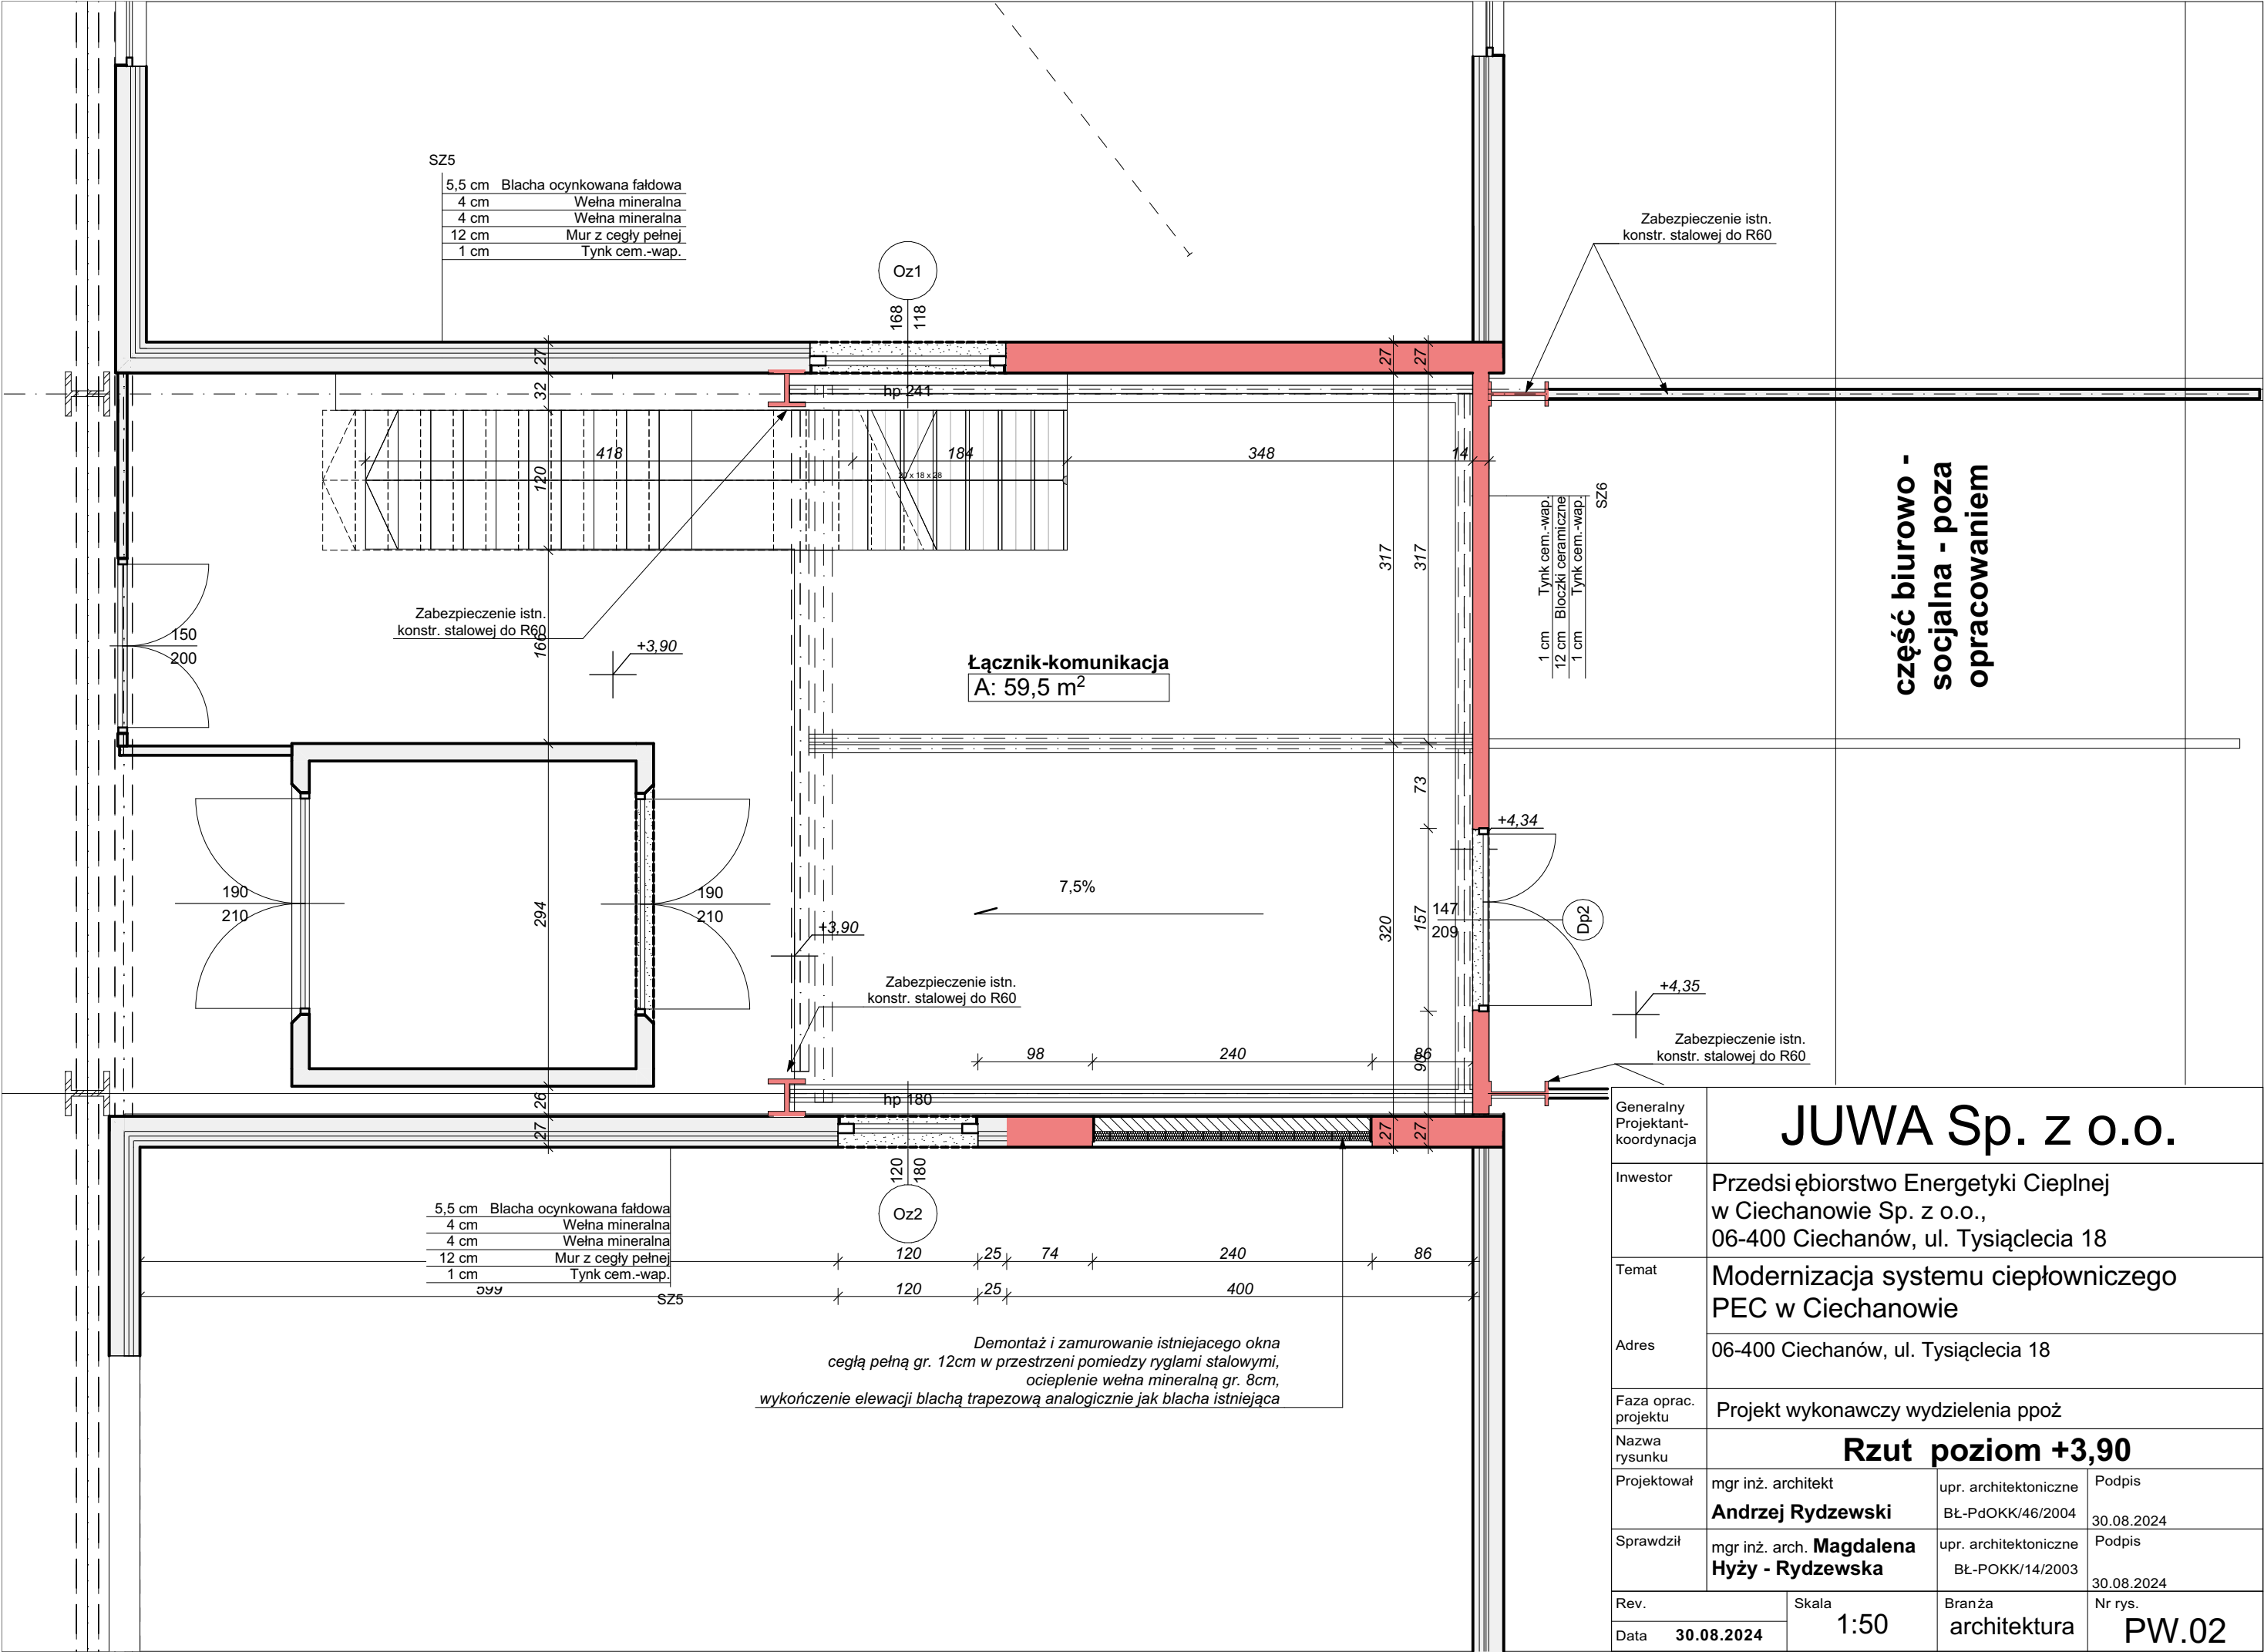 SZ5
5,5 cm Blacha ocynkowana fałdowa
4 cm Wełna mineralna
4 cm Wełna mineralna
12 cm Mur z cegły pełnej
1 cm Tynk cem.-wap.
Oz1
168
118
Zabezpieczenie istn.
konstr. stalowej do R60
27
32
27
27
hp 241
418
184
348
14
120
20 x 18 x 28
SZ6
1 cm Tynk cem.-wap.
12 cm Bloczki ceramiczne
1 cm Tynk cem.-wap.
część biurowo -
socjalna - poza
opracowaniem
317
317
Zabezpieczenie istn.
konstr. stalowej do R60
166
150
200
+3,90
Łącznik-komunikacja
A: 59,5 m²
73
+4,34
190
210
190
210
294
7,5%
+3,90
320
157
147
209
Dp2
Zabezpieczenie istn.
konstr. stalowej do R60
+4,35
98
240
86
90
Zabezpieczenie istn.
konstr. stalowej do R60
26
27
hp 180
27
27
120
180
Oz2
5,5 cm Blacha ocynkowana fałdowa
4 cm Wełna mineralna
4 cm Wełna mineralna
12 cm Mur z cegły pełnej
1 cm Tynk cem.-wap.
SZ5
120
25
74
240
86
599
120
25
400
Demontaż i zamurowanie istniejacego okna
cegłą pełną gr. 12cm w przestrzeni pomiedzy ryglami stalowymi,
ocieplenie wełna mineralną gr. 8cm,
wykończenie elewacji blachą trapezową analogicznie jak blacha istniejąca
Generalny
Projektant-
koordynacja
JUWA Sp. z o.o.
Inwestor
Przedsiębiorstwo Energetyki Cieplnej
w Ciechanowie Sp. z o.o.,
06-400 Ciechanów, ul. Tysiąclecia 18
Temat
Modernizacja systemu ciepłowniczego
PEC w Ciechanowie
Adres
06-400 Ciechanów, ul. Tysiąclecia 18
Faza oprac.
projektu
Projekt wykonawczy wydzielenia ppoż
Nazwa
rysunku
Rzut poziom +3,90
Projektował
mgr inż. architekt
Andrzej Rydzewski
upr. architektoniczne
BŁ-PdOKK/46/2004
Podpis
30.08.2024
Sprawdził
mgr inż. arch. Magdalena
Hyży - Rydzewska
upr. architektoniczne
BŁ-POKK/14/2003
Podpis
30.08.2024
Rev.
Data 30.08.2024
Skala
1:50
Branża
architektura
Nr rys.
PW.02